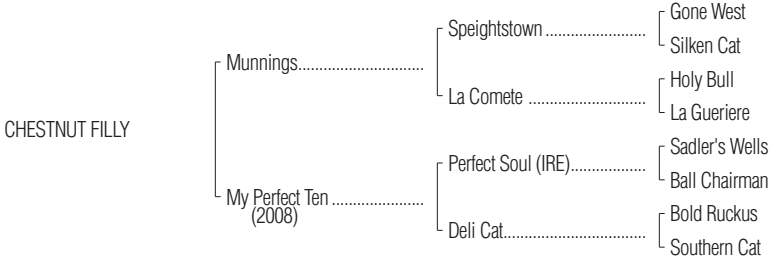 Gone West
Speightstown ........................
Silken Cat
Munnings.............................
Holy Bull
La Comete ............................
La Gueriere
CHESTNUT FILLY
Sadler's Wells
Perfect Soul (IRE)..................
Ball Chairman
My Perfect Ten .....................
(2008)
Bold Ruckus
Deli Cat..................................
Southern Cat